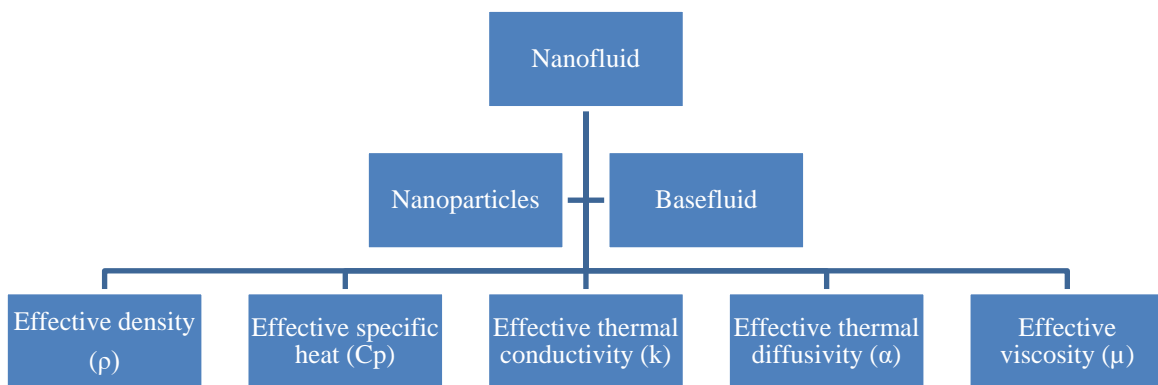 Nanofluid
Nanoparticles
Basefluid
Effective density
(ρ)
Effective specific
heat (Cp)
Effective thermal
conductivity (k)
Effective thermal
diffusivity (α)
Effective
viscosity (μ)